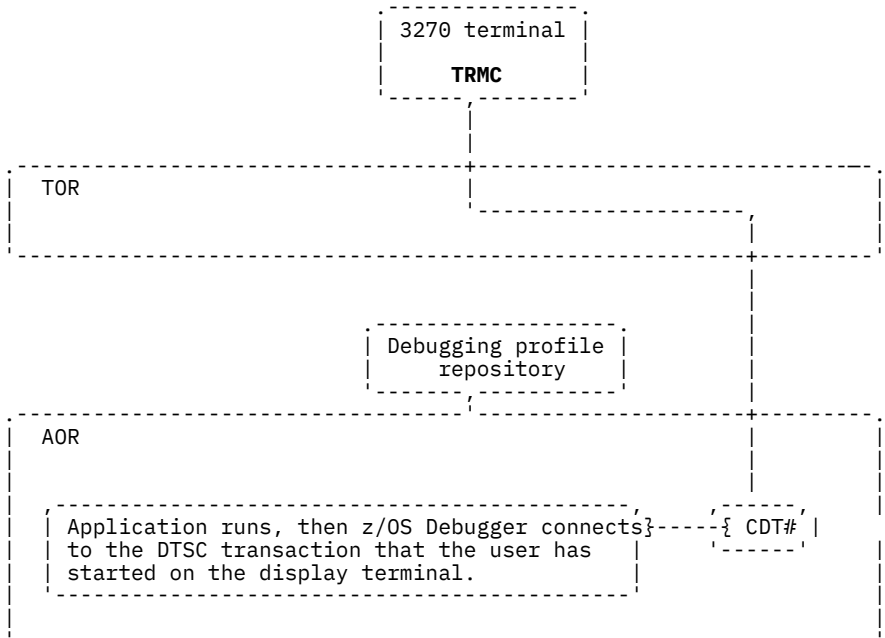 3270 terminal
TRMC
TOR
Debugging profile
repository
AOR
Application runs, then z/OS Debugger connects
to the DTSC transaction that the user has
started on the display terminal.
CDT#